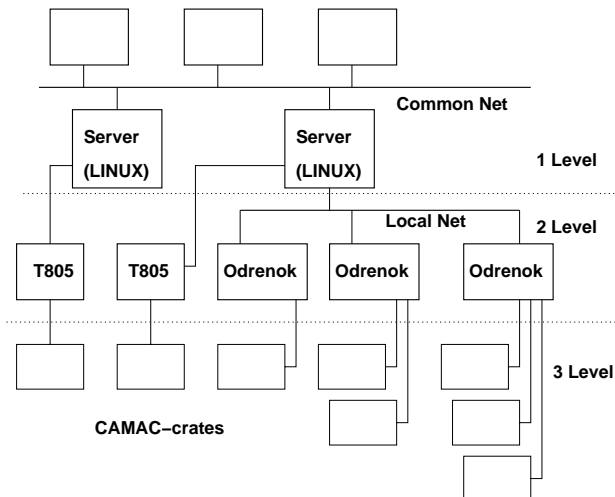 Common Net
Server
(LINUX)
Server
(LINUX)
1 Level
Local Net
2 Level
T805
T805
Odrenok
Odrenok
Odrenok
3 Level
CAMAC−crates